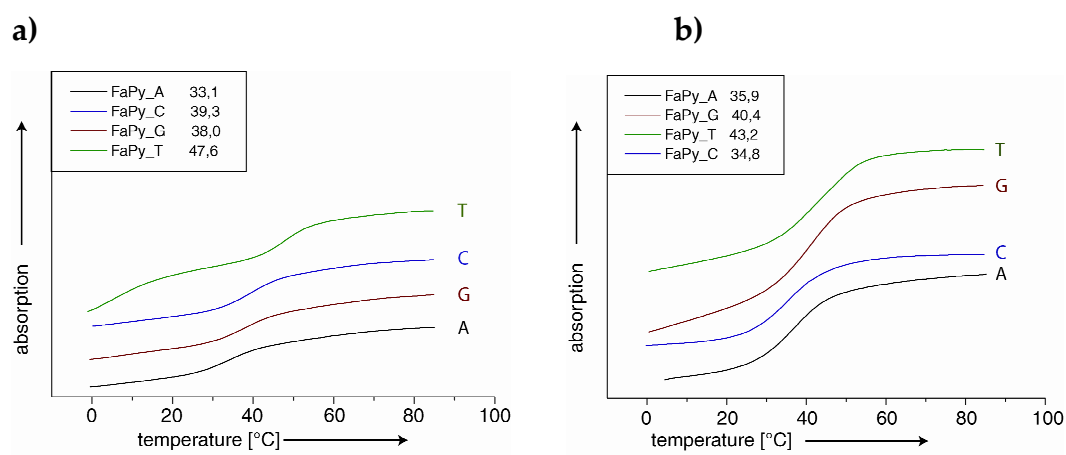 a)
FaPy_A 33,1
FaPy_C 39,3
FaPy_G 38,0
FaPy_T 47,6
absorption
T
C
G
A
0 20 40 60 80 100
temperature [°C]
b)
FaPy_A 35,9
FaPy_G 40,4
FaPy_T 43,2
FaPy_C 34,8
absorption
T
G
C
A
0 20 40 60 80 100
temperature [°C]